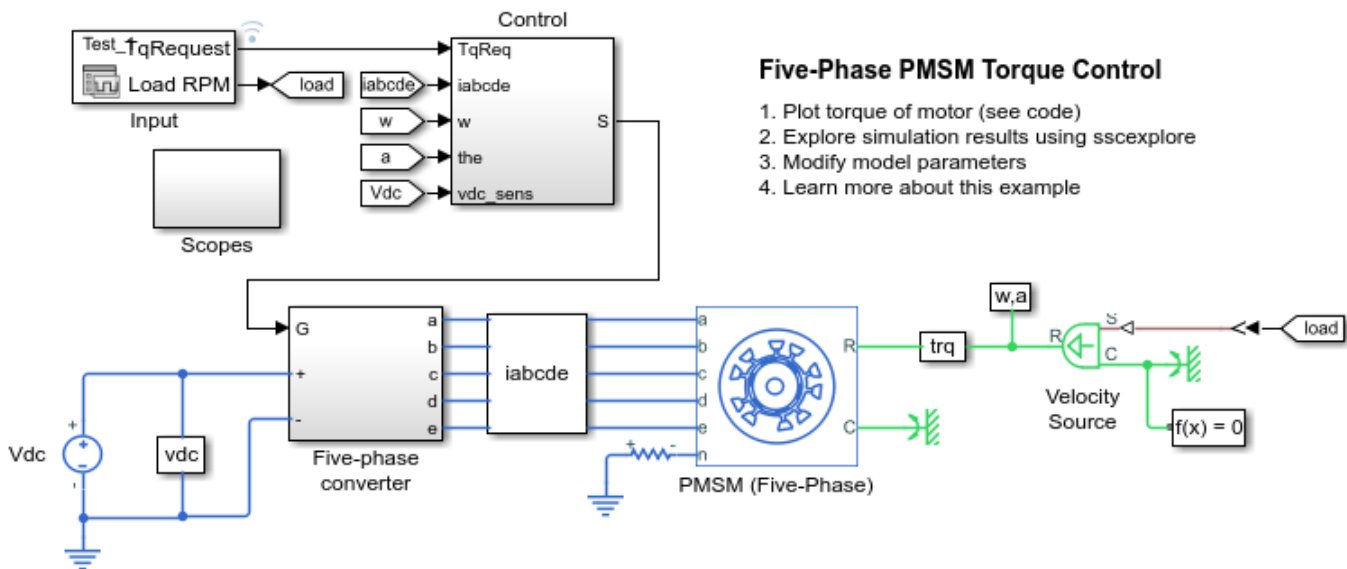 Control
Test_1
TqRequest
Load RPM
load
Input
TqReq
iabcde
iabcde
w
w
a
the
Vdc
vdc_sens
S
Scopes
Five-Phase PMSM Torque Control
1. Plot torque of motor (see code)
2. Explore simulation results using sscexplore
3. Modify model parameters
4. Learn more about this example
G
+
-
a
b
c
d
e
Five-phase
converter
iabcde
a
b
c
d
e
n
R
C
PMSM (Five-Phase)
+
-
trq
w,a
R
S
C
Velocity
Source
load
f(x) = 0
Vdc
+
-
+
-
vdc